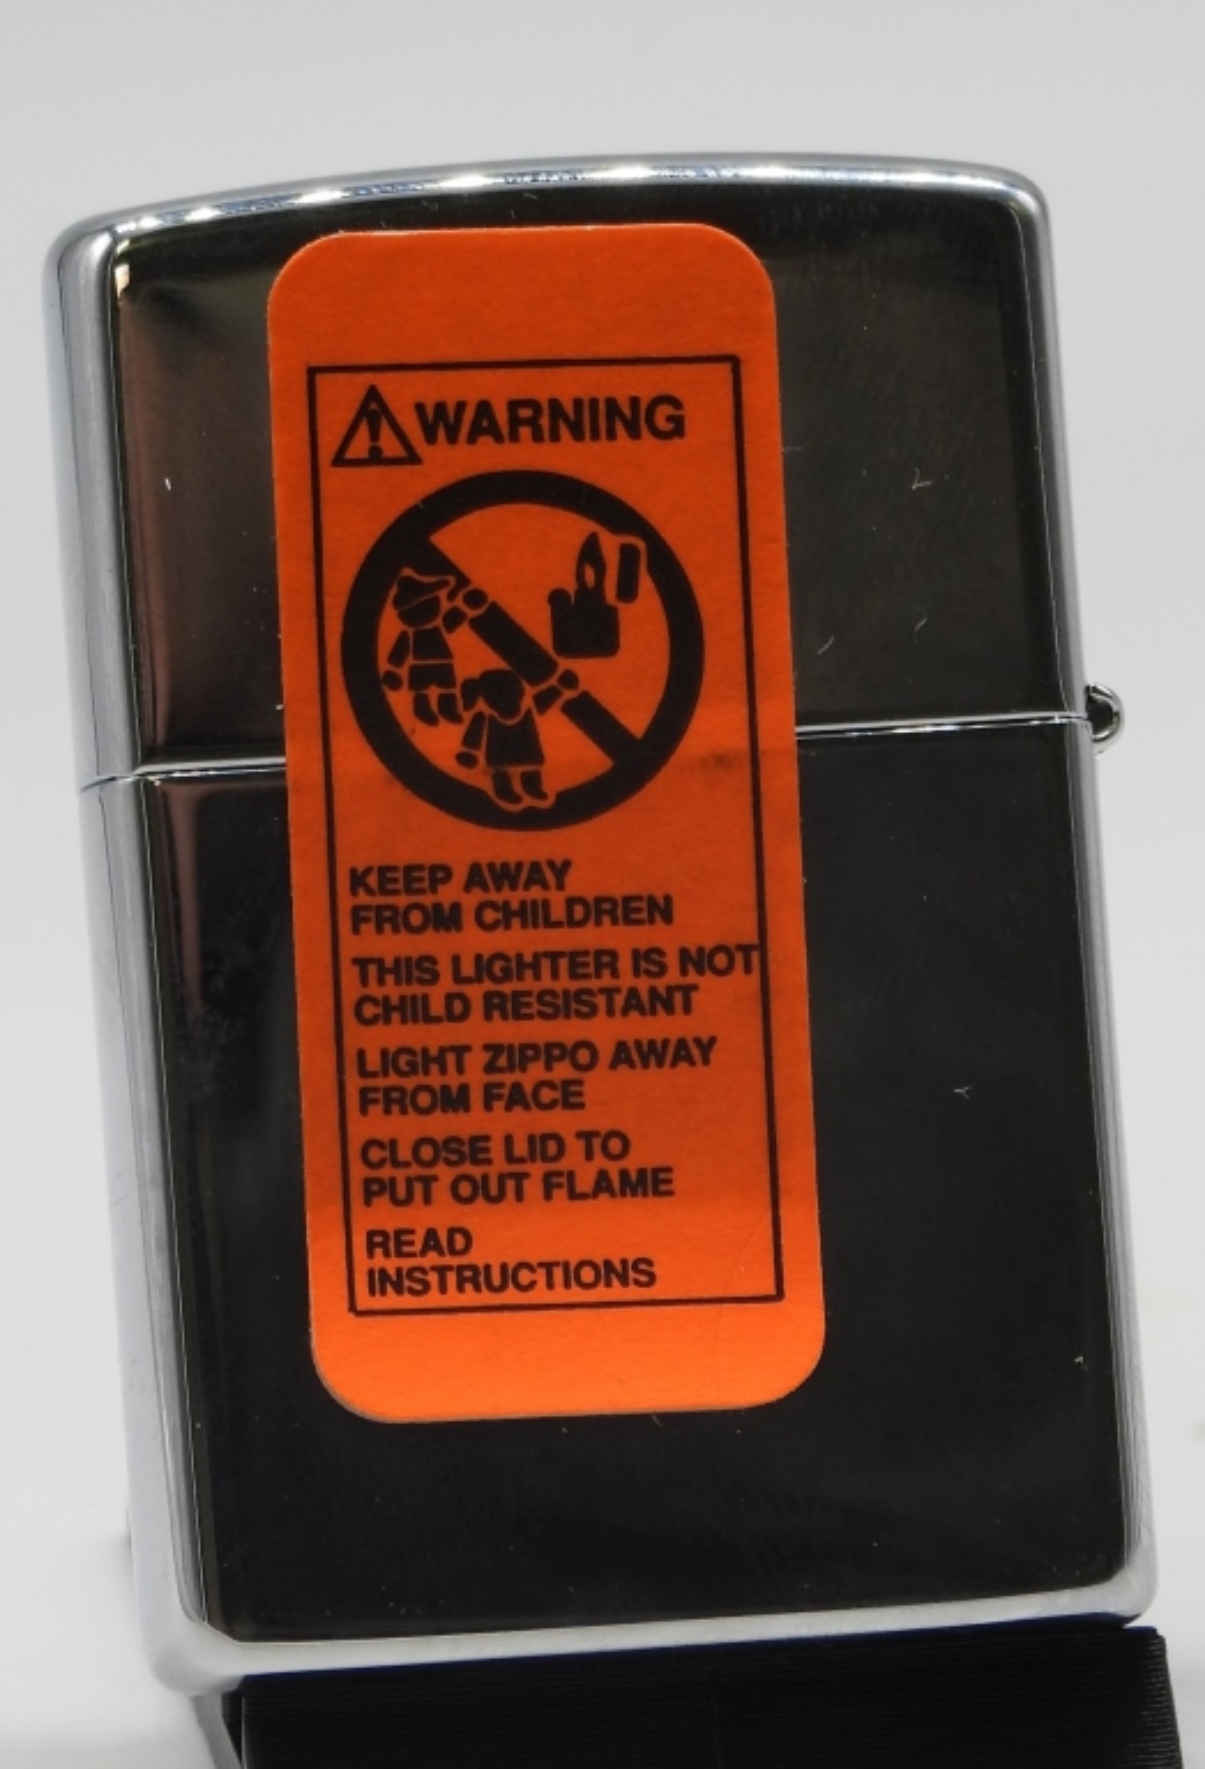 WARNING
KEEP AWAY
FROM CHILDREN
THIS LIGHTER IS NOT
CHILD RESISTANT
LIGHT ZIPPO AWAY
FROM FACE
CLOSE LID TO
PUT OUT FLAME
READ
INSTRUCTIONS